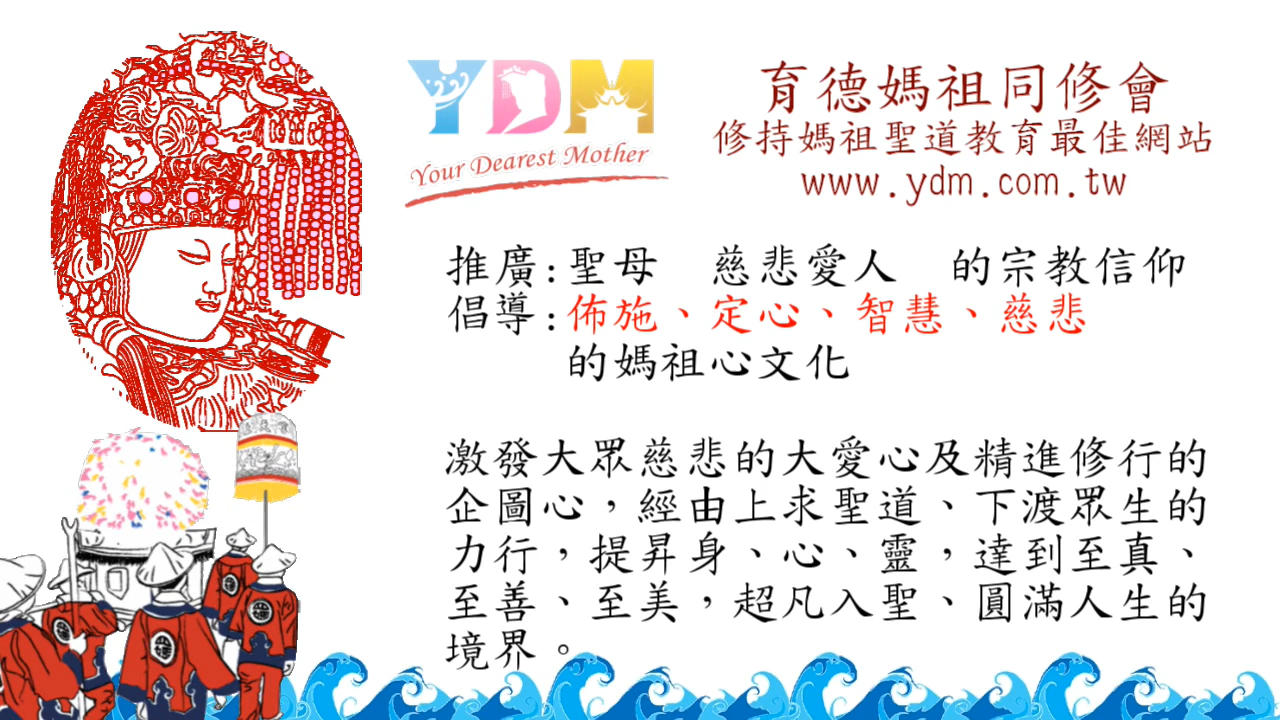 YDM
Your Dearest Mother
育德媽祖同修會
修持媽祖聖道教育最佳網站
www.ydm.com.tw
推廣:聖母 慈悲愛人 的宗教信仰
倡導:佈施、定心、智慧、慈悲
的媽祖心文化
激發大眾慈悲的大愛心及精進修行的
企圖心，經由上求聖道、下渡眾生的
力行，提昇身、心、靈，達到至真、
至善、至美，超凡入聖、圓滿人生的
境界。